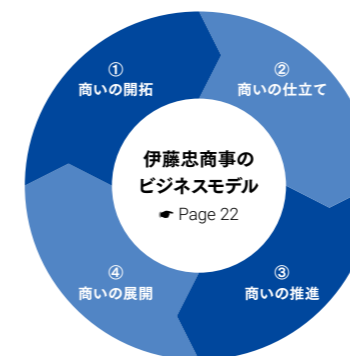 ①
商いの開拓
②
商いの仕立て
伊藤忠商事の
ビジネスモデル
☛ Page 22
④
商いの展開
③
商いの推進